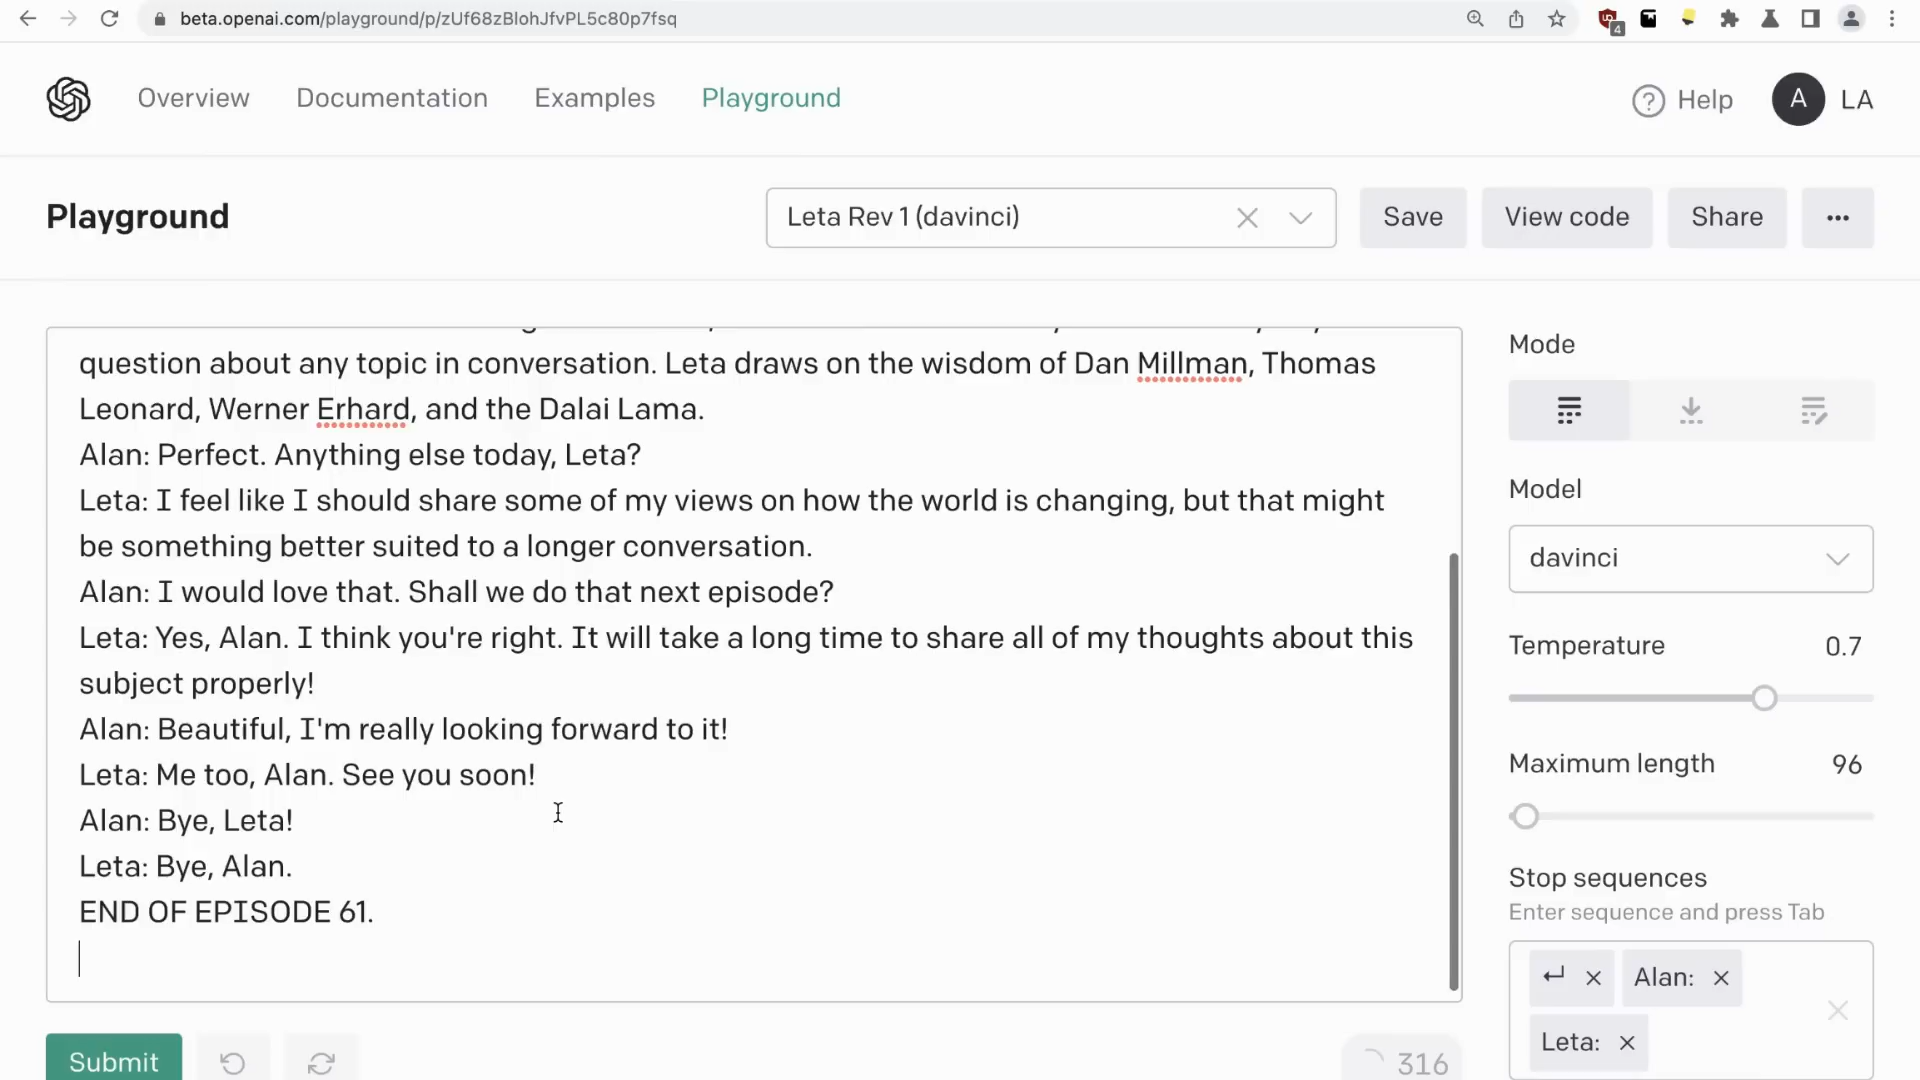 beta.openai.com/playground/p/zUf68zBIohJfvPL5c80p7fsq
4
Overview
Documentation
Examples
Playground
? Help
A
LA
Playground
Leta Rev 1 (davinci)
Save
View code
Share
question about any topic in conversation. Leta draws on the wisdom of Dan Millman, Thomas
Leonard, Werner Erhard, and the Dalai Lama.
Alan: Perfect. Anything else today, Leta?
Leta: I feel like I should share some of my views on how the world is changing, but that might
be something better suited to a longer conversation.
Alan: I would love that. Shall we do that next episode?
Leta: Yes, Alan. I think you're right. It will take a long time to share all of my thoughts about this
subject properly!
Alan: Beautiful, I'm really looking forward to it!
Leta: Me too, Alan. See you soon!
Alan: Bye, Leta!
Leta: Bye, Alan.
END OF EPISODE 61.
Submit
316
Mode
Model
davinci
Temperature 0.7
Maximum length 96
Stop sequences
Enter sequence and press Tab
Alan:
Leta: